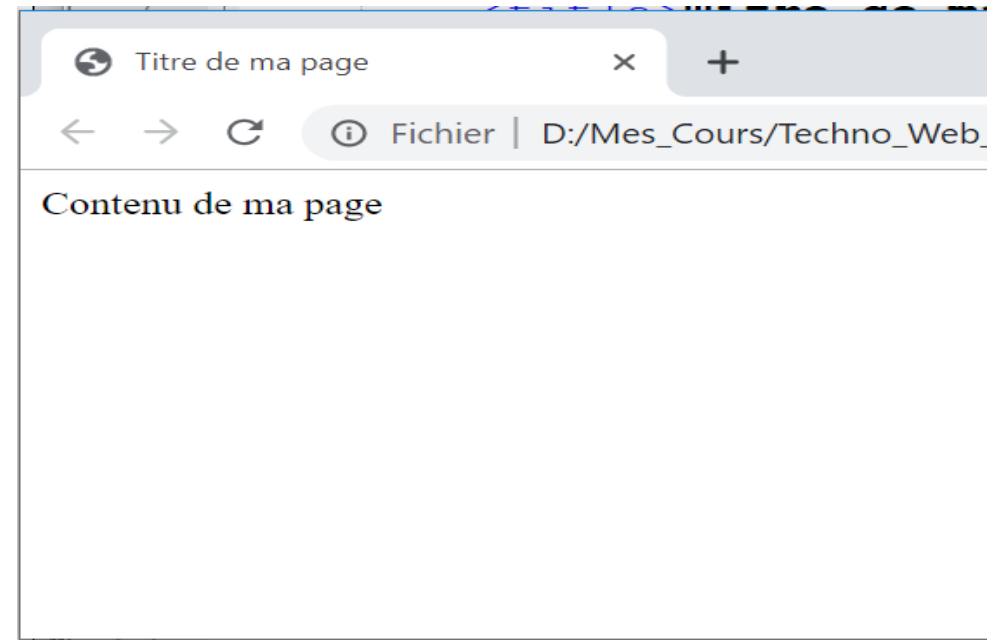 Titre de ma page
Fichier | D:/Mes_Cours/Techno_Web_
Contenu de ma page